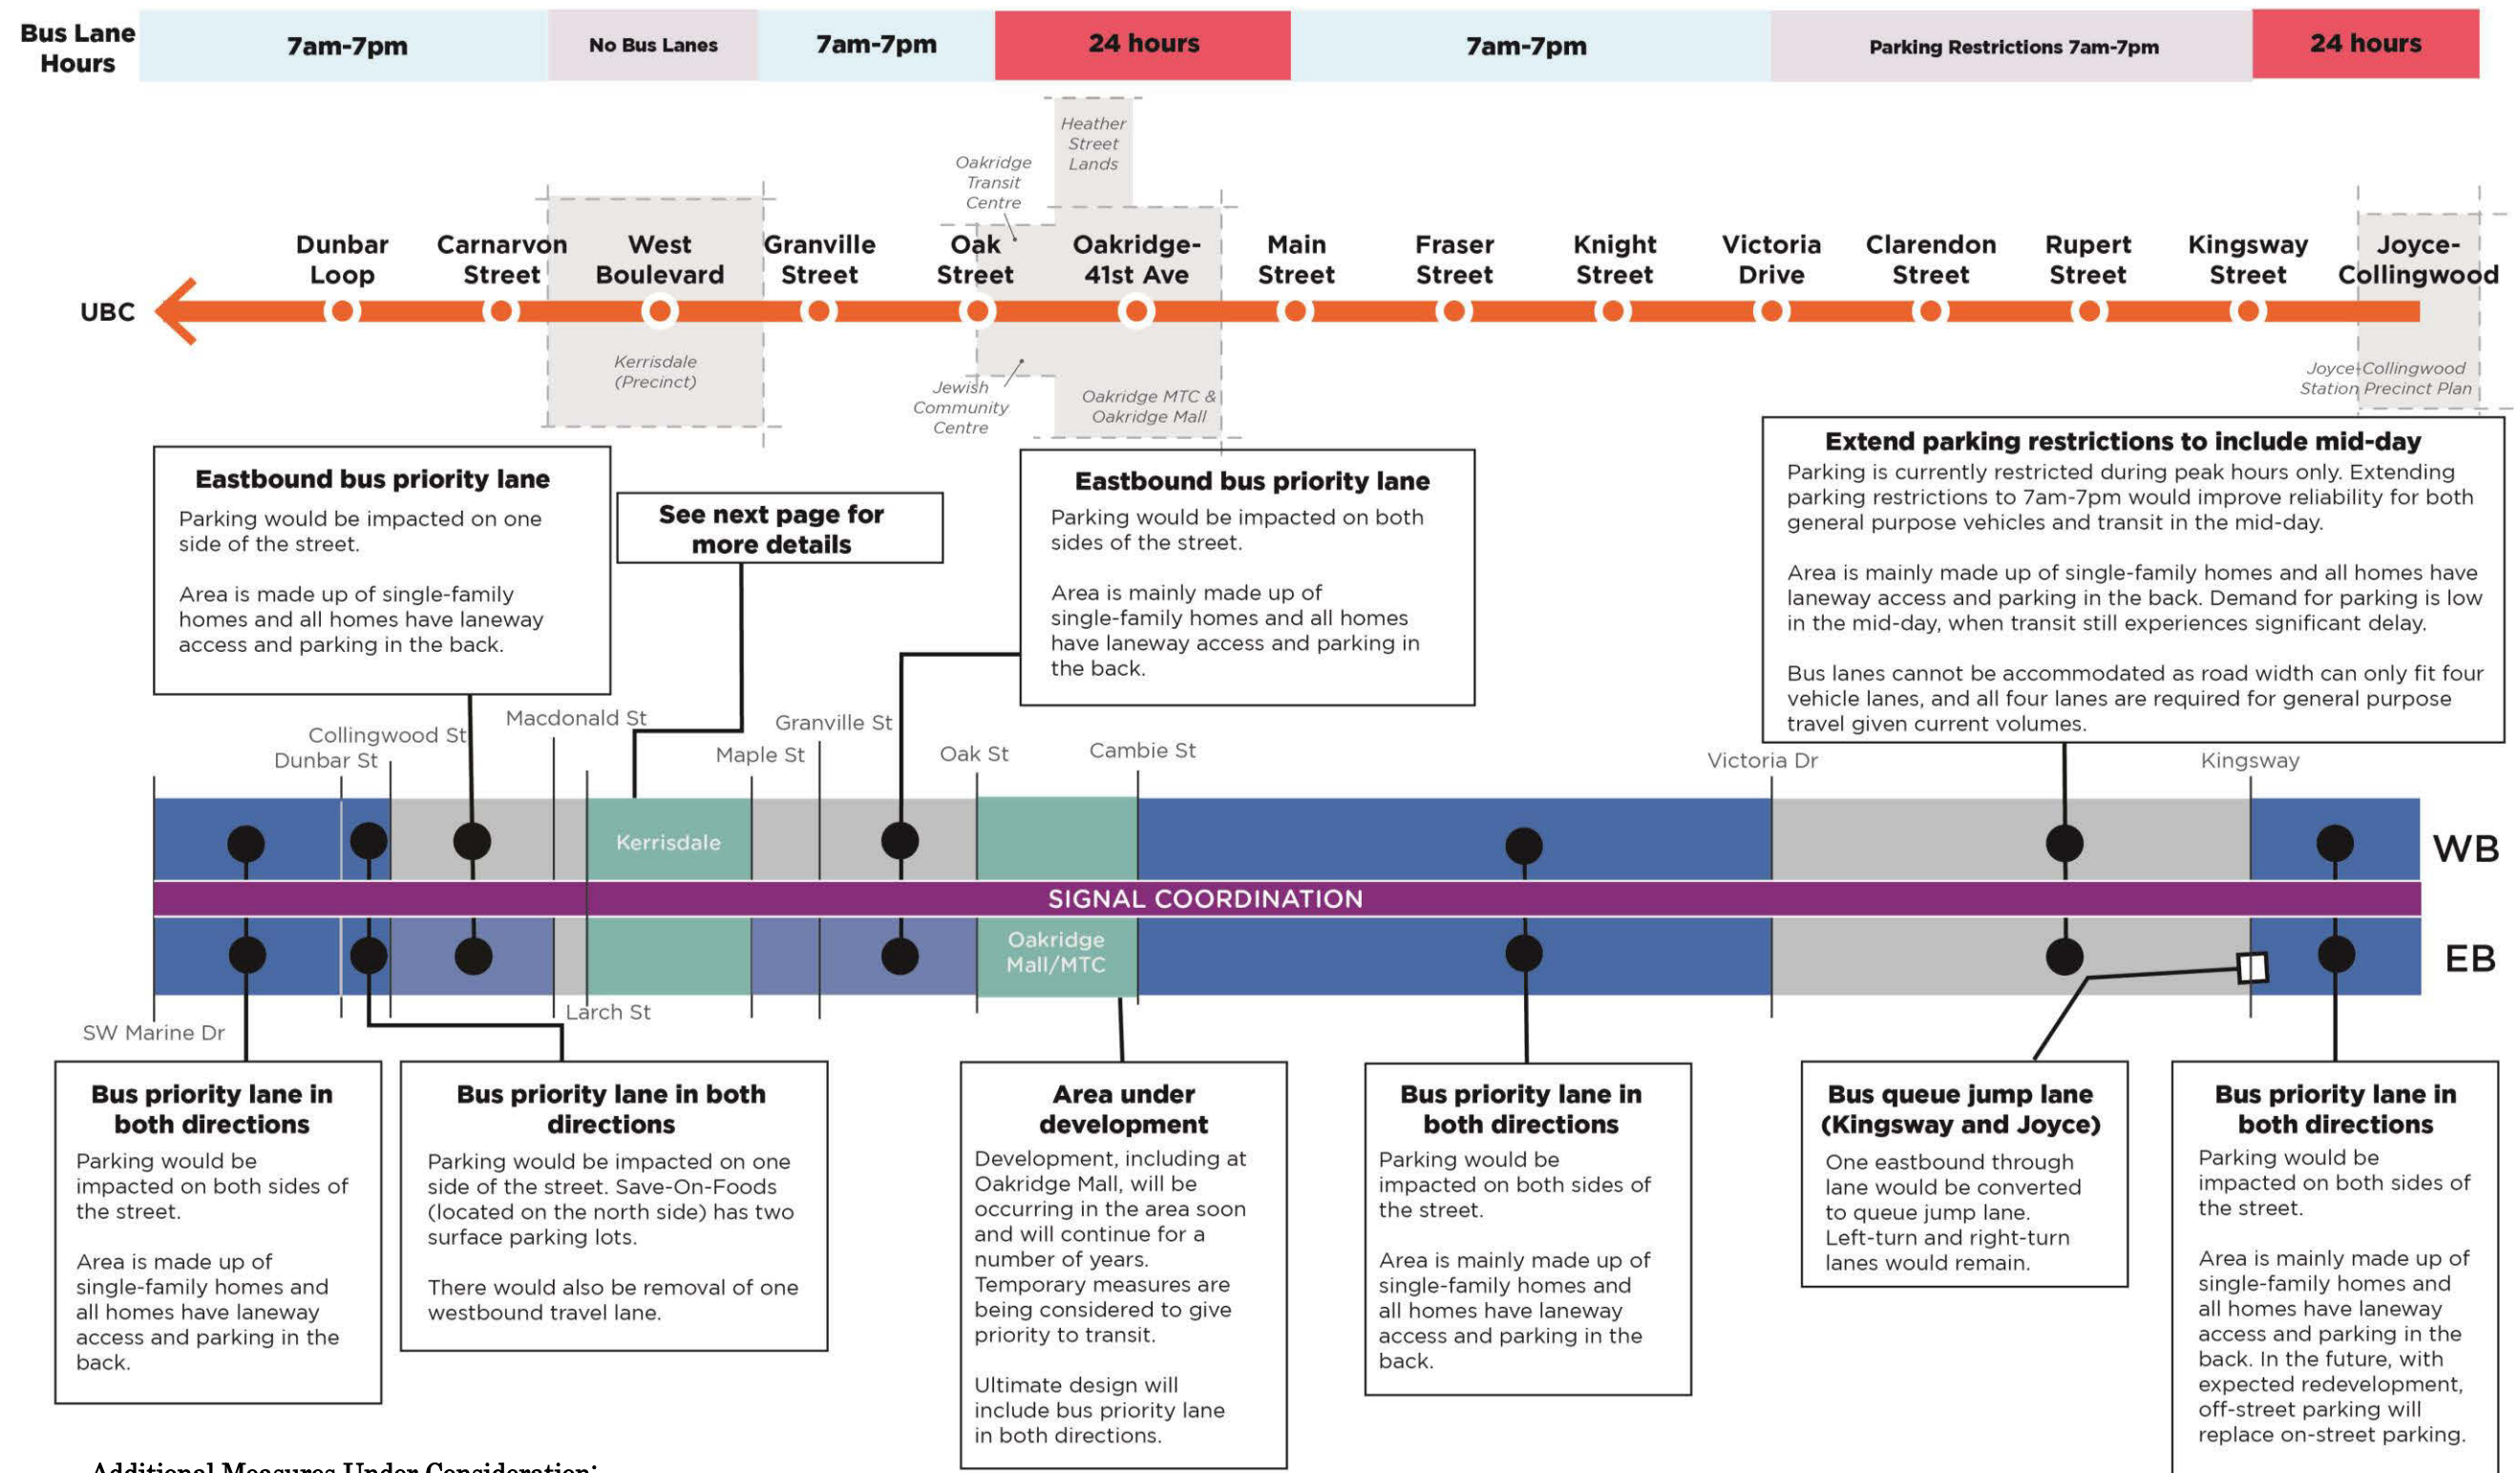 Bus Lane
Hours
7am-7pm
No Bus Lanes
7am-7pm
24 hours
7am-7pm
Parking Restrictions 7am-7pm
24 hours
Heather
Street
Lands
Oakridge
Transit
Centre
UBC
Dunbar
Loop
Carnarvon
Street
West
Boulevard
Granville
Street
Oak
Street
Oakridge-
41st Ave
Main
Street
Fraser
Street
Knight
Street
Victoria
Drive
Clarendon
Street
Rupert
Street
Kingsway
Street
Joyce-
Collingwood
Kerrisdale
(Precinct)
Jewish
Community
Centre
Oakridge MTC &
Oakridge Mall
Joyce-Collingwood
Station Precinct Plan
Eastbound bus priority lane
Parking would be impacted on one
side of the street.
Area is made up of single-family
homes and all homes have laneway
access and parking in the back.
See next page for
more details
Eastbound bus priority lane
Parking would be impacted on both
sides of the street.
Area is mainly made up of
single-family homes and all homes
have laneway access and parking in
the back.
Extend parking restrictions to include mid-day
Parking is currently restricted during peak hours only. Extending
parking restrictions to 7am-7pm would improve reliability for both
general purpose vehicles and transit in the mid-day.
Area is mainly made up of single-family homes and all homes have
laneway access and parking in the back. Demand for parking is low
in the mid-day, when transit still experiences significant delay.
Bus lanes cannot be accommodated as road width can only fit four
vehicle lanes, and all four lanes are required for general purpose
travel given current volumes.
Dunbar St
Collingwood St
Macdonald St
Maple St
Granville St
Oak St
Cambie St
Victoria Dr
Kingsway
Kerrisdale
WB
SIGNAL COORDINATION
Oakridge
Mall/MTC
EB
SW Marine Dr
Larch St
Bus priority lane in
both directions
Parking would be
impacted on both sides of
the street.
Area is made up of
single-family homes and
all homes have laneway
access and parking in the
back.
Bus priority lane in both
directions
Parking would be impacted on one
side of the street. Save-On-Foods
(located on the north side) has two
surface parking lots.
There would also be removal of one
westbound travel lane.
Area under
development
Development, including at
Oakridge Mall, will be
occurring in the area soon
and will continue for a
number of years.
Temporary measures are
being considered to give
priority to transit.
Ultimate design will
include bus priority lane
in both directions.
Bus priority lane in
both directions
Parking would be
impacted on both sides of
the street.
Area is mainly made up of
single-family homes and
all homes have laneway
access and parking in the
back.
Bus queue jump lane
(Kingsway and Joyce)
One eastbound through
lane would be converted
to queue jump lane.
Left-turn and right-turn
lanes would remain.
Bus priority lane in
both directions
Parking would be
impacted on both sides of
the street.
Area is mainly made up of
single-family homes and
all homes have laneway
access and parking in the
back. In the future, with
expected redevelopment,
off-street parking will
replace on-street parking.
Additional Measures Under Consideration: